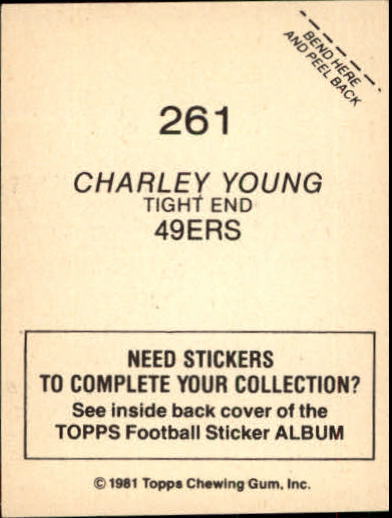 BEND HERE
AND PEEL BACK
261
CHARLEY YOUNG
TIGHT END
49ERS
NEED STICKERS
TO COMPLETE YOUR COLLECTION?
See inside back cover of the
TOPPS Football Sticker ALBUM
© 1981 Topps Chewing Gum, Inc.